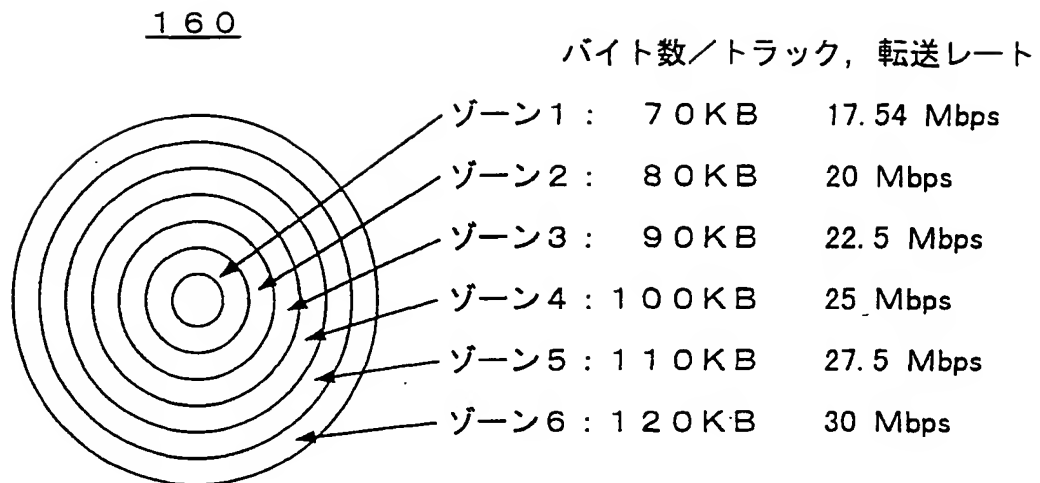 160
バイト数/トラック, 転送レート
ゾーン1: 70KB 17.54 Mbps
ゾーン2: 80KB 20 Mbps
ゾーン3: 90KB 22.5 Mbps
ゾーン4:100KB 25 Mbps
ゾーン5:110KB 27.5 Mbps
ゾーン6:120KB 30 Mbps